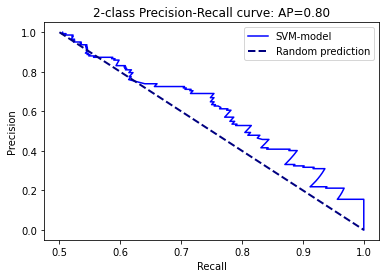 2-class Precision-Recall curve: AP=0.80
SVM-model
Random prediction
Precision
1.0
0.8
0.6
0.4
0.2
0.0
0.5 0.6 0.7 0.8 0.9 1.0
Recall